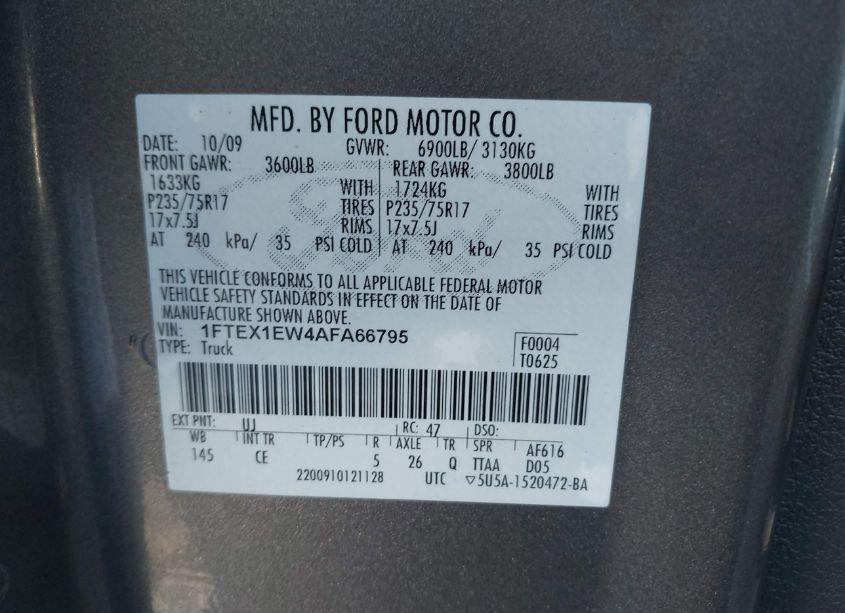 MFD. BY FORD MOTOR CO.
DATE: 10/09 GVWR: 6900LB/ 3130KG
FRONT GAWR: 3600LB REAR GAWR: 3800LB
1633KG WITH 1724KG WITH
P235/75R17 TIRES P235/75R17 TIRES
17x7.5J RIMS 17x7.5J RIMS
AT 240 kPa/ 35 PSI COLD AT 240 kPa/ 35 PSI COLD
THIS VEHICLE CONFORMS TO ALL APPLICABLE FEDERAL MOTOR
VEHICLE SAFETY STANDARDS IN EFFECT ON THE DATE OF
MANUFACTURE SHOWN ABOVE.
VIN: 1FTEX1EW4AFA66795 F0004
TYPE: Truck T0625
EXT PNT: UJ RC: 47 DSO:
WB INT TR TP/PS R AXLE TR SPR AF616
145 CE 5 26 Q TTAA D05
2200910121128 UTC ▽5U5A-1520472-BA